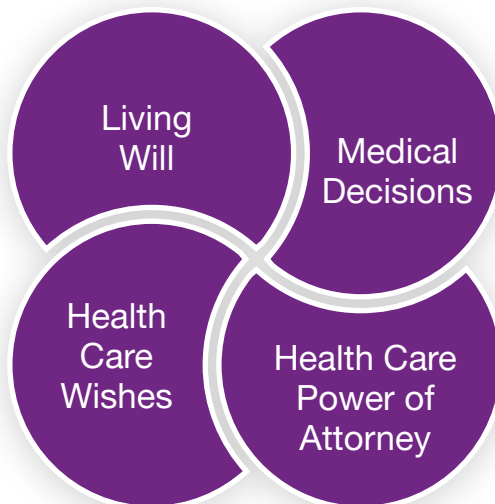 Living
Will
Medical
Decisions
Health
Care
Wishes
Health Care
Power of
Attorney